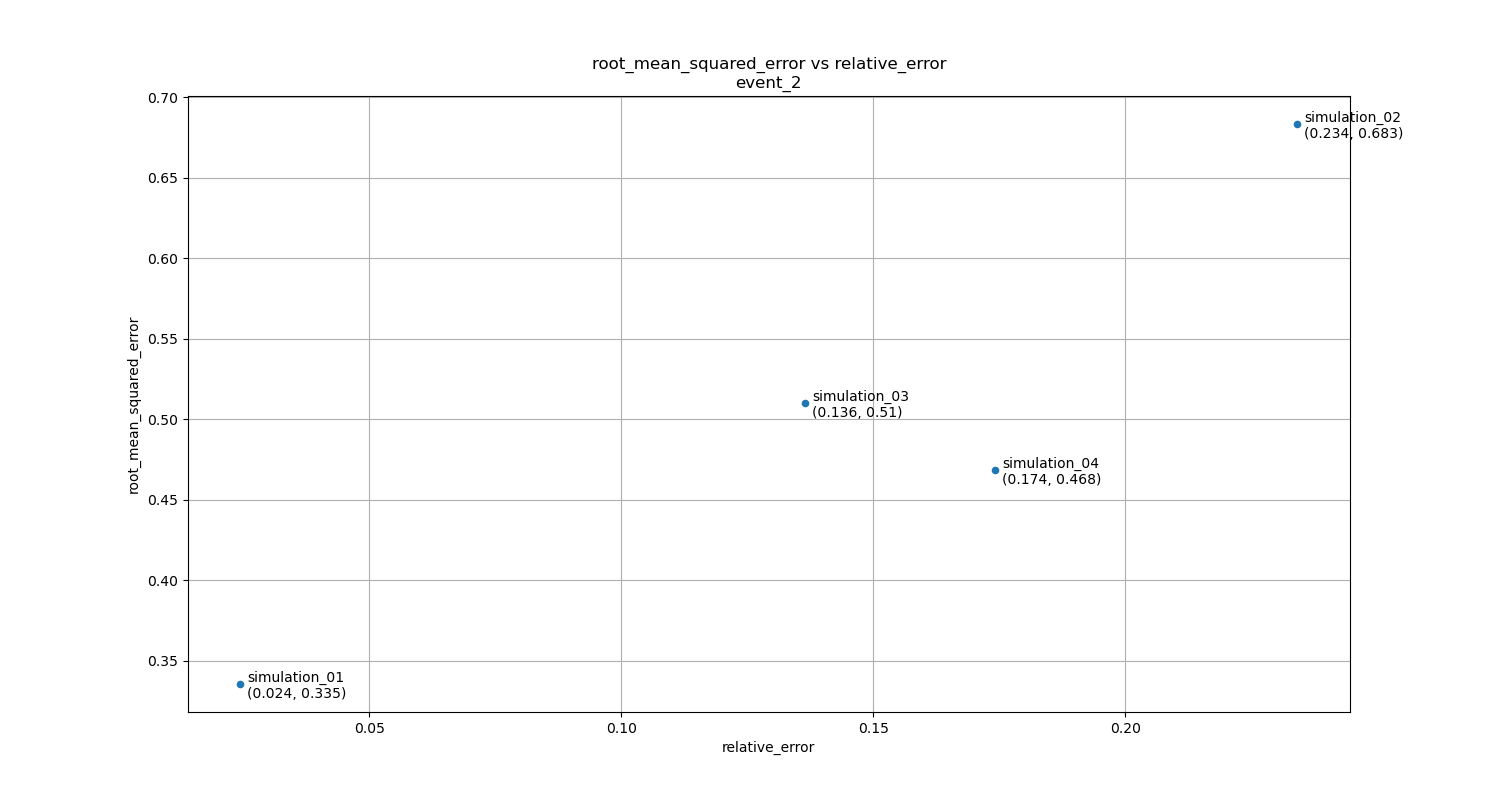 root_mean_squared_error vs relative_error
event_2
0.70
0.65
0.60
0.55
0.50
0.45
0.40
0.35
root_mean_squared_error
simulation_02
(0.234, 0.683)
simulation_03
(0.136, 0.51)
simulation_04
(0.174, 0.468)
simulation_01
(0.024, 0.335)
0.05
0.10
0.15
0.20
relative_error